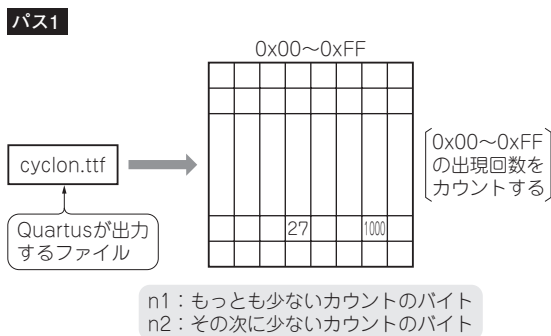 パス1
0x00～0xFF
cyclon.ttf
0x00～0xFF
の出現回数を
カウントする
Quartusが出力
するファイル
27
1000
n1：もっとも少ないカウントのバイト
n2：その次に少ないカウントのバイト